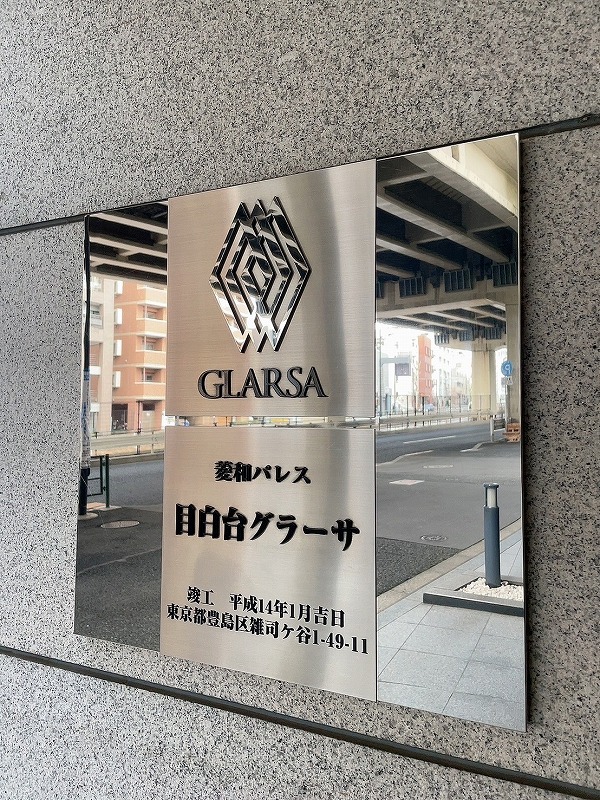 GLARSA
菱和パレス
目白台グラーサ
竣工　平成14年1月吉日
東京都豊島区雑司ケ谷1-49-11